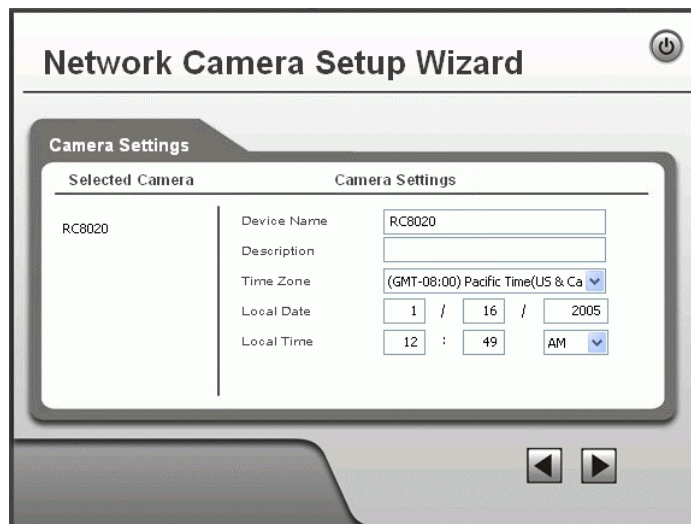 Network Camera Setup Wizard
Camera Settings
Selected Camera Camera Settings
RC8020
Device Name RC8020
Description
Time Zone (GMT-08:00) Pacific Time(US & Ca
Local Date 1 / 16 / 2005
Local Time 12 : 49 AM